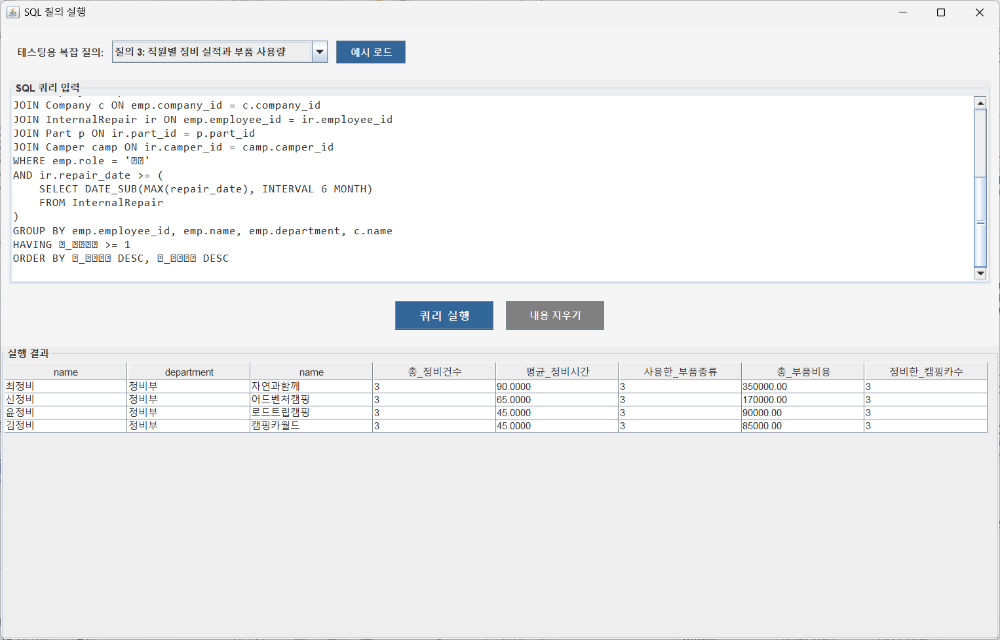 SQL 질의 실행
테스팅용 복잡 질의: 질의 3: 직원별 정비 실적과 부품 사용량 예시 로드
SQL 쿼리 입력
JOIN Company c ON emp.company_id = c.company_id
JOIN InternalRepair ir ON emp.employee_id = ir.employee_id
JOIN Part p ON ir.part_id = p.part_id
JOIN Camper camp ON ir.camper_id = camp.camper_id
WHERE emp.role = '▯▯'
AND ir.repair_date >= (
    SELECT DATE_SUB(MAX(repair_date), INTERVAL 6 MONTH)
    FROM InternalRepair
)
GROUP BY emp.employee_id, emp.name, emp.department, c.name
HAVING ▯_▯▯▯▯ >= 1
ORDER BY ▯_▯▯▯▯ DESC, ▯_▯▯▯▯ DESC
쿼리 실행 내용 지우기
실행 결과
name department name 총_정비건수 평균_정비시간 사용한_부품종류 총_부품비용 정비한_캠핑카수
최정비 정비부 자연과함께 3 90.0000 3 350000.00 3
신정비 정비부 어드벤처캠핑 3 65.0000 3 170000.00 3
윤정비 정비부 로드트립캠핑 3 45.0000 3 90000.00 3
김정비 정비부 캠핑카월드 3 45.0000 3 85000.00 3